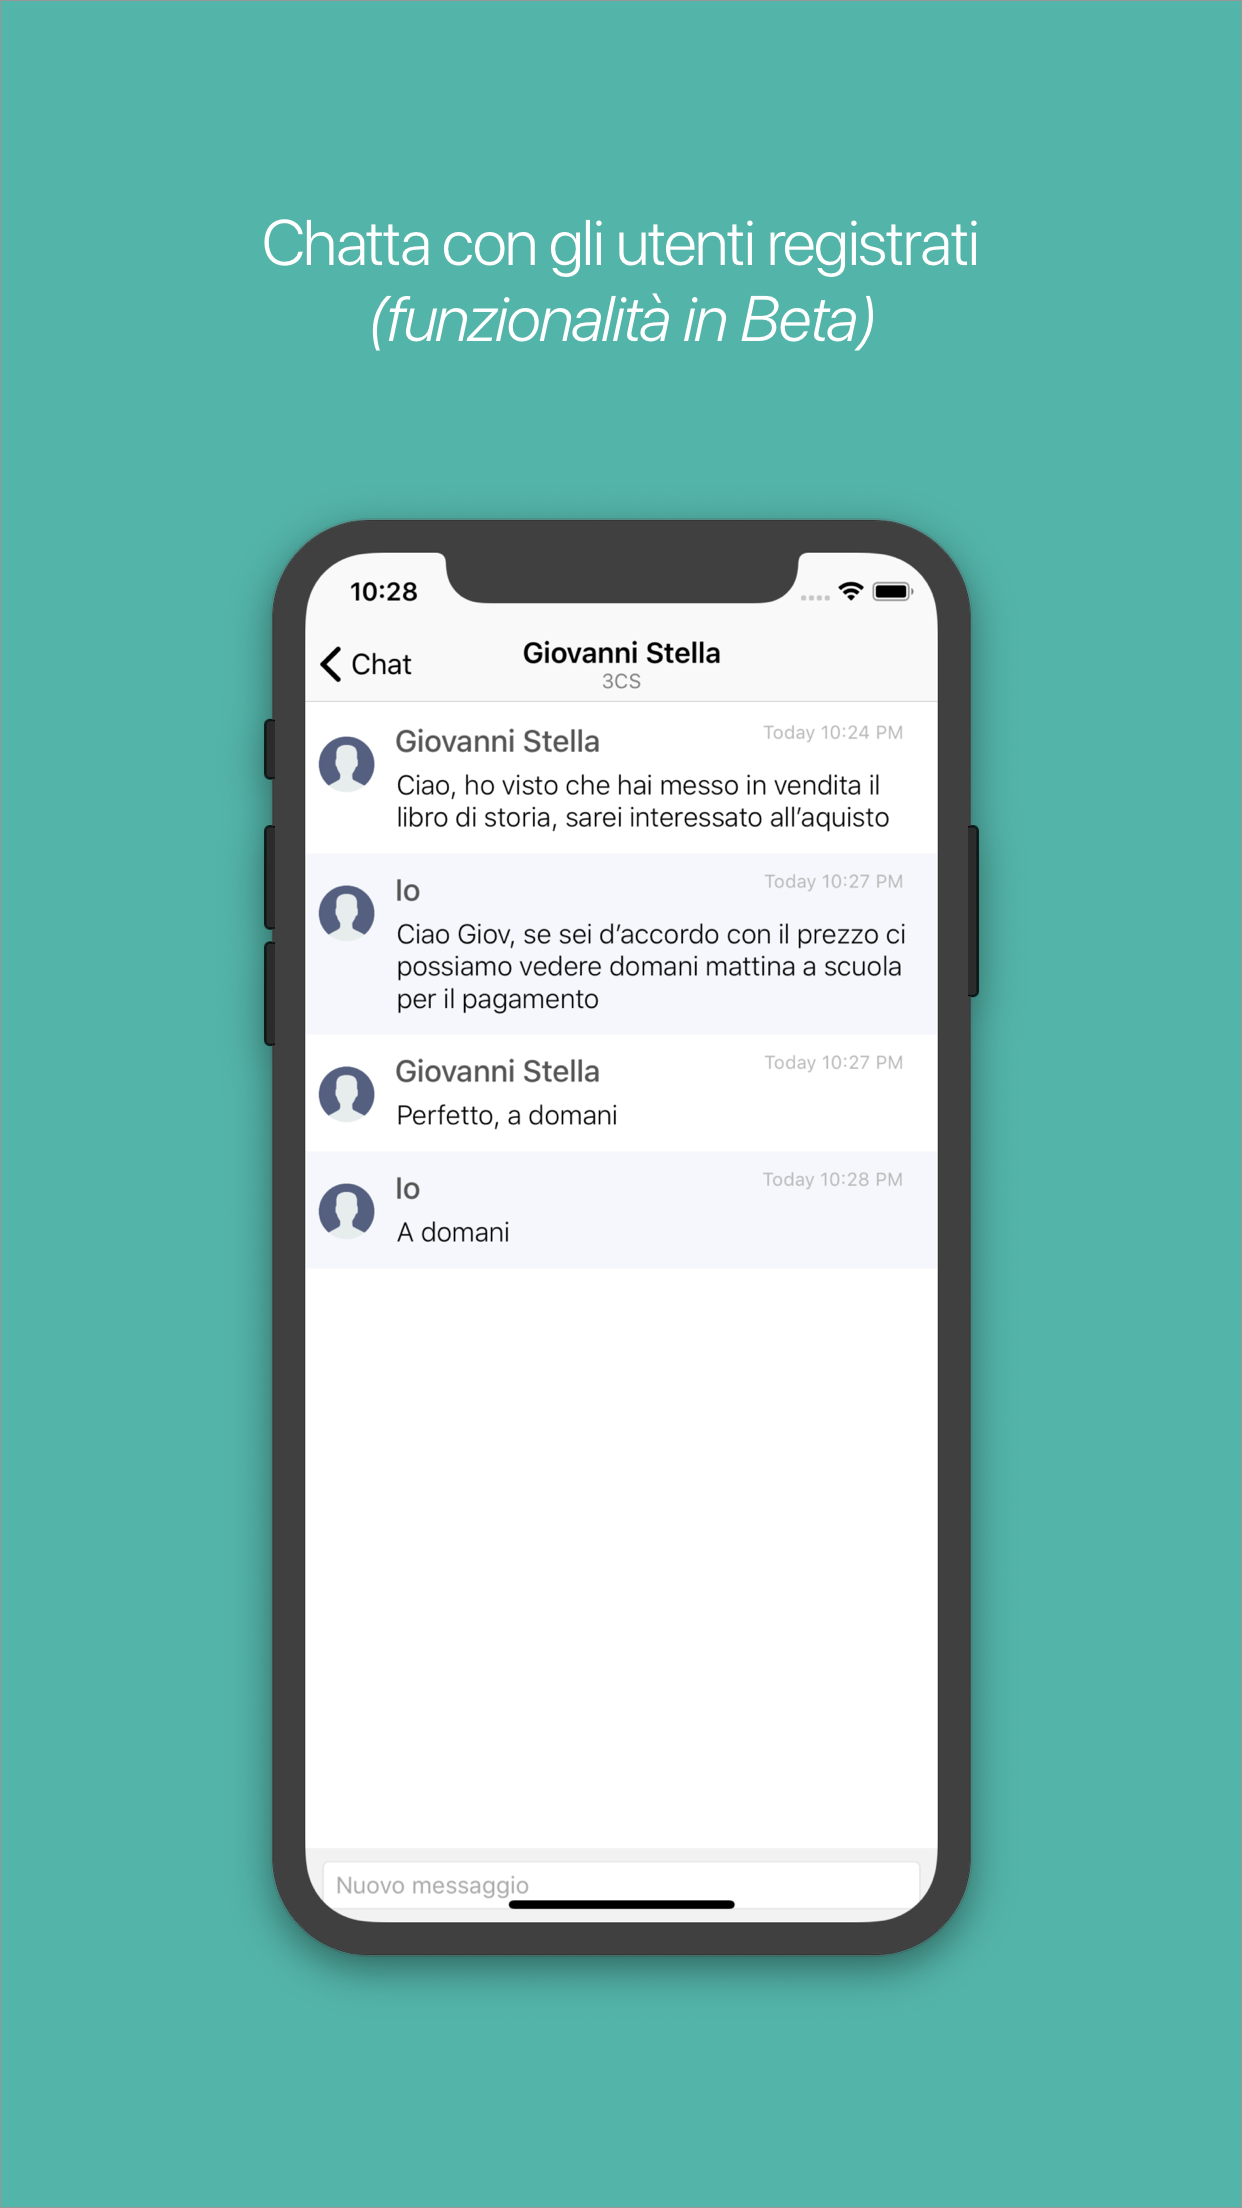 Chatta con gli utenti registrati
(funzionalità in Beta)
10:28
Chat
Giovanni Stella
3CS
Giovanni Stella
Today 10:24 PM
Ciao, ho visto che hai messo in vendita il
libro di storia, sarei interessato all’aquisto
Io
Today 10:27 PM
Ciao Giov, se sei d’accordo con il prezzo ci
possiamo vedere domani mattina a scuola
per il pagamento
Giovanni Stella
Today 10:27 PM
Perfetto, a domani
Io
Today 10:28 PM
A domani
Nuovo messaggio